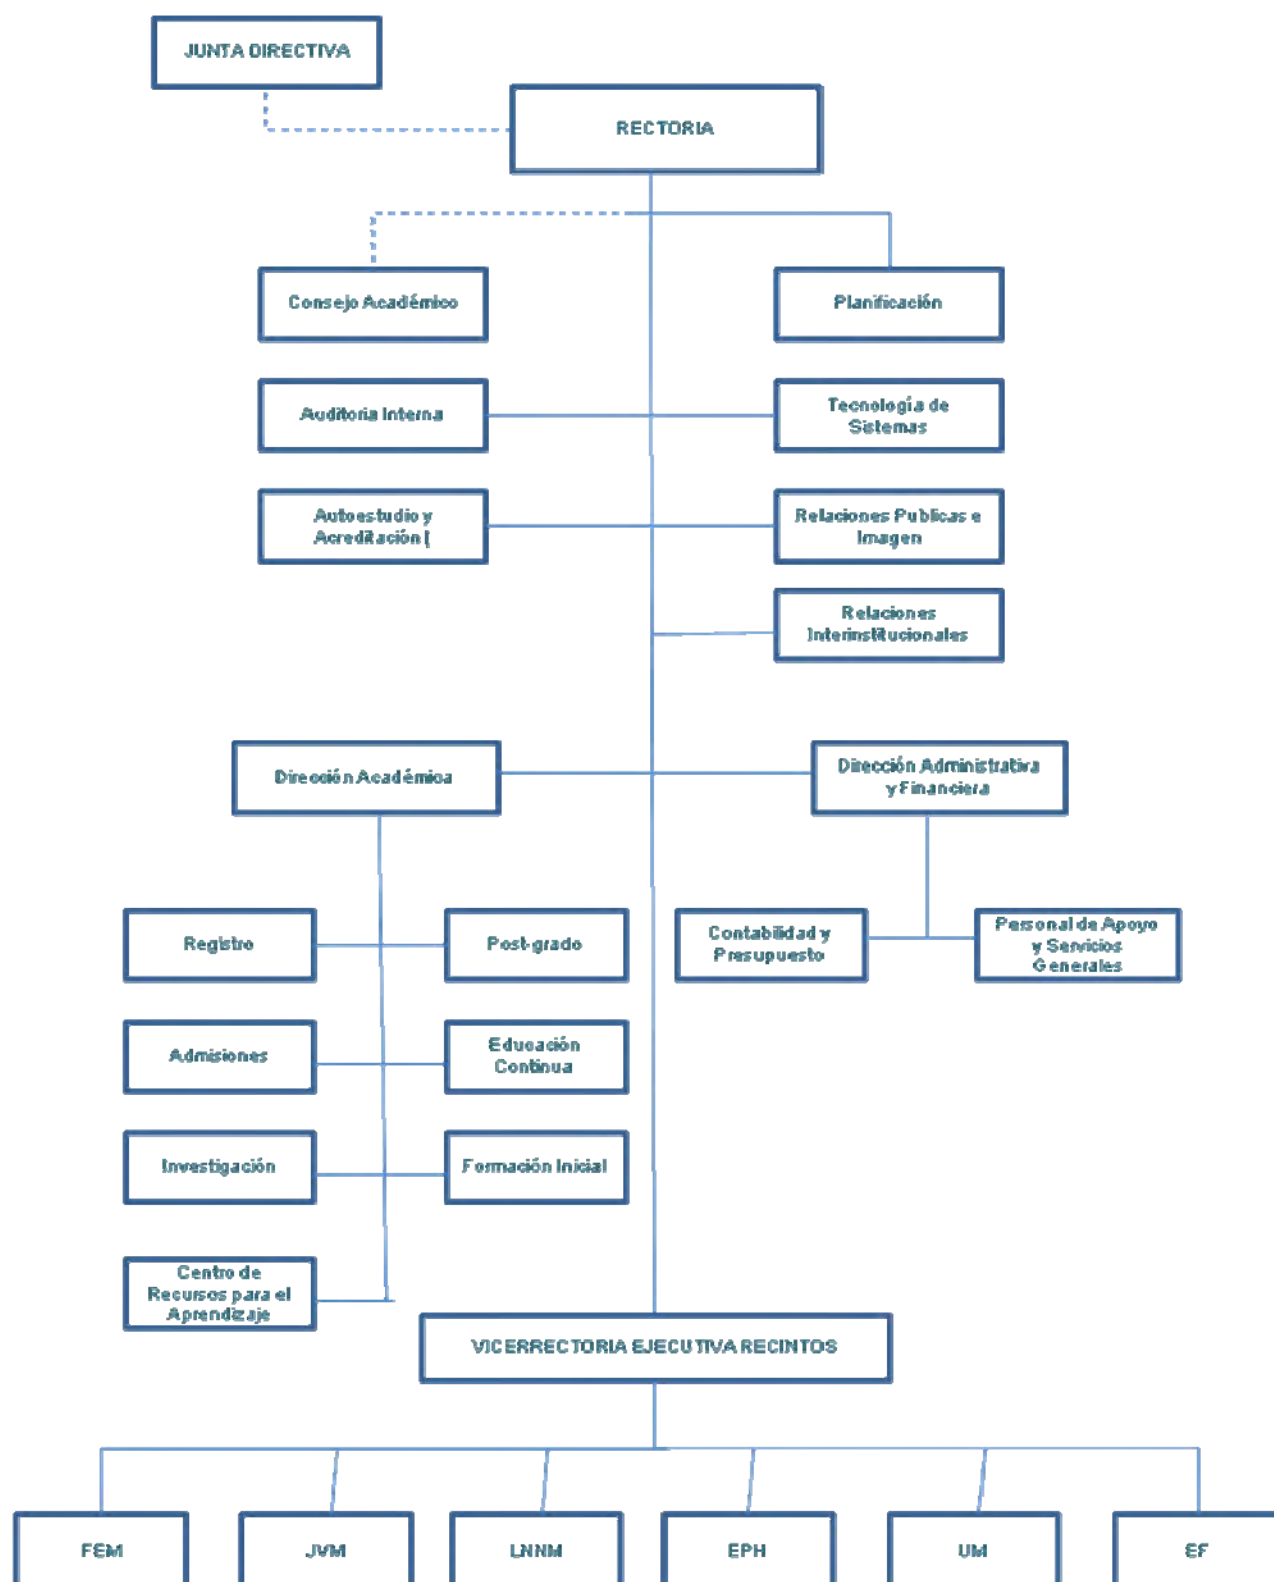 JUNTA DIRECTIVA
RECTORIA
Consejo Académico
Planificación
Auditoria Interna
Tecnología de
Sistemas
Autoestudio y
Acreditación (
Relaciones Publicas e
Imagen
Relaciones
Interinstitucionales
Dirección Académica
Dirección Administrativa
y Financiera
Registro
Post-grado
Contabilidad y
Presupuesto
Personal de Apoyo
y Servicios
Generales
Admisiones
Educación
Continua
Investigación
Formación Inicial
Centro de
Recursos para el
Aprendizaje
VICERRECTORIA EJECUTIVA RECINTOS
FEM
JVM
LNNM
EPH
UM
EF